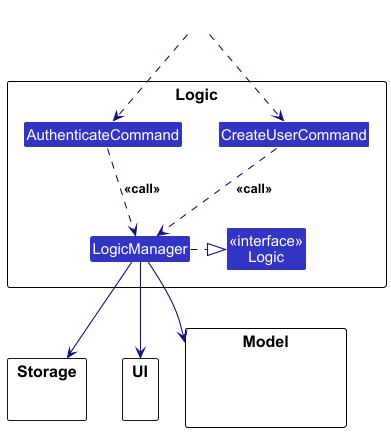 Logic
AuthenticateCommand
CreateUserCommand
«call»
«call»
LogicManager
«interface»
Logic
Storage
UI
Model